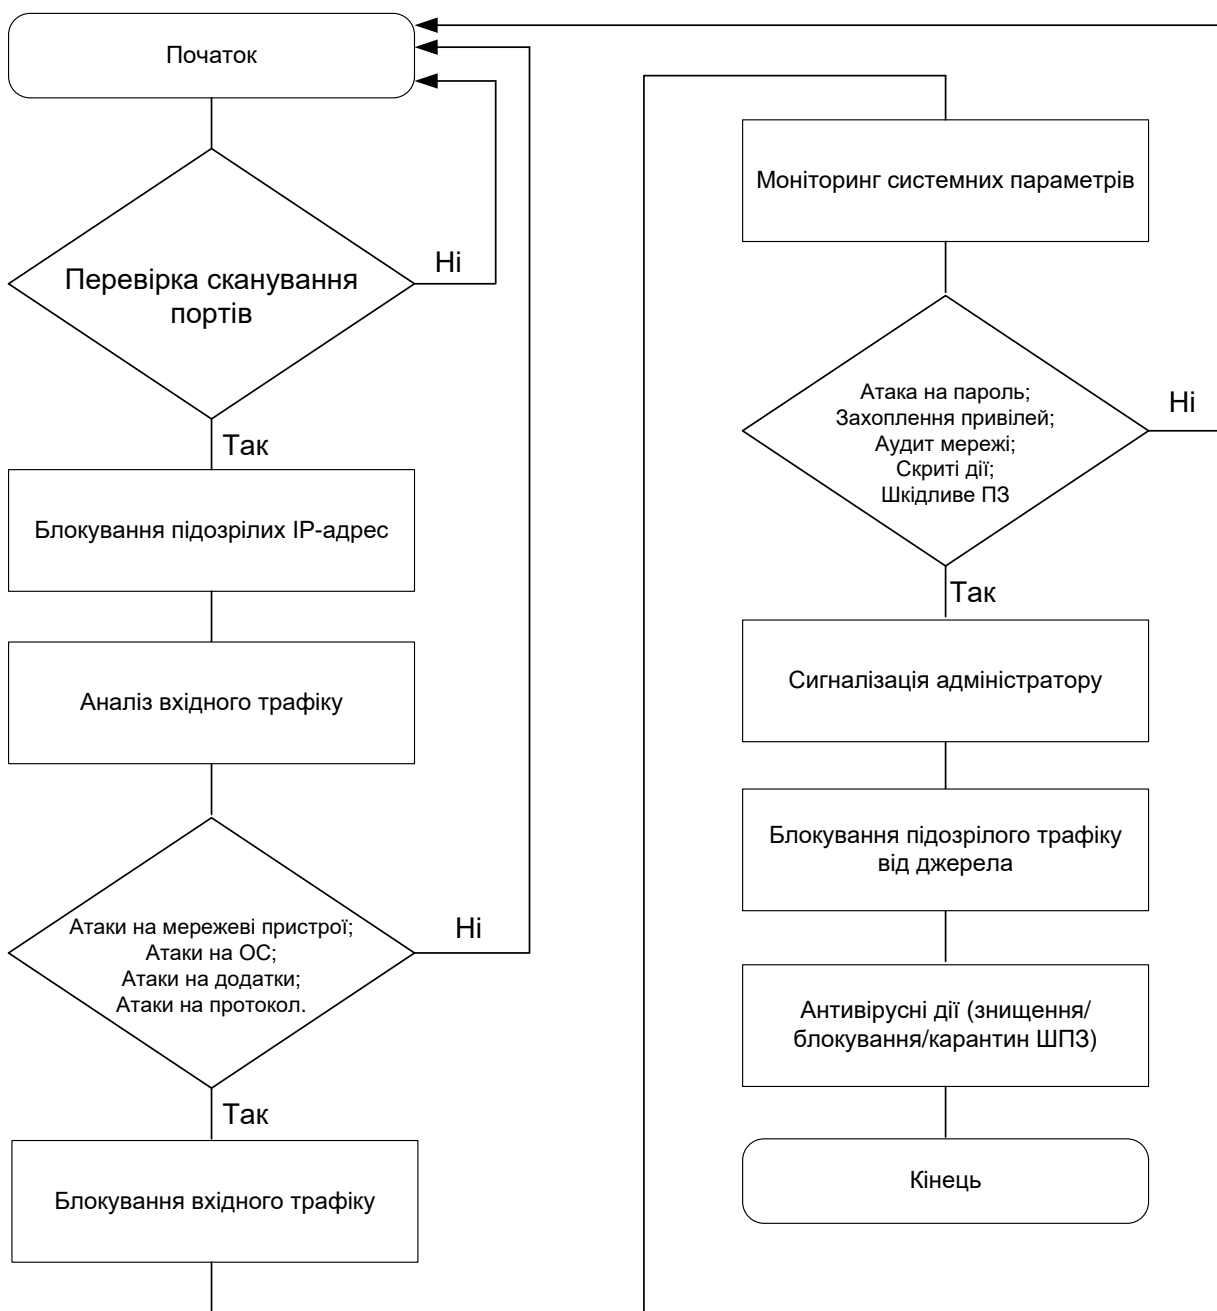 Початок
Перевірка сканування
портів
Ні
Так
Блокування підозрілих IP-адрес
Аналіз вхідного трафіку
Атаки на мережеві пристрої;
Атаки на ОС;
Атаки на додатки;
Атаки на протокол.
Ні
Так
Блокування вхідного трафіку
Моніторинг системних параметрів
Атака на пароль;
Захоплення привілей;
Аудит мережі;
Скриті дії;
Шкідливе ПЗ
Ні
Так
Сигналізація адміністратору
Блокування підозрілого трафіку
від джерела
Антивірусні дії (знищення/
блокування/карантин ШПЗ)
Кінець